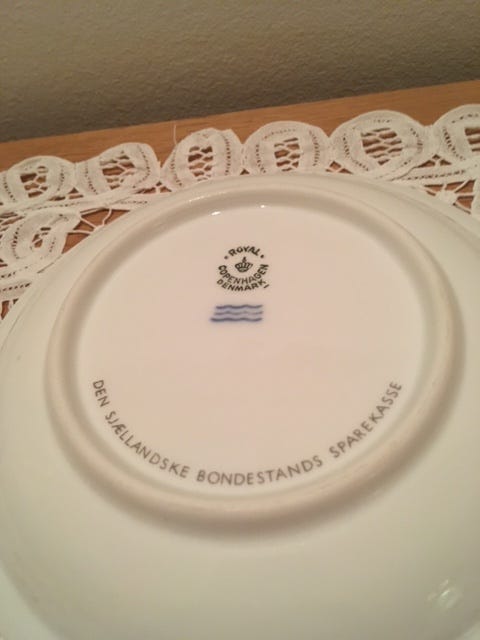 ROYAL
COPENHAGEN
DENMARK
DEN SJÆLLANDSKE BONDESTANDS SPAREKASSE